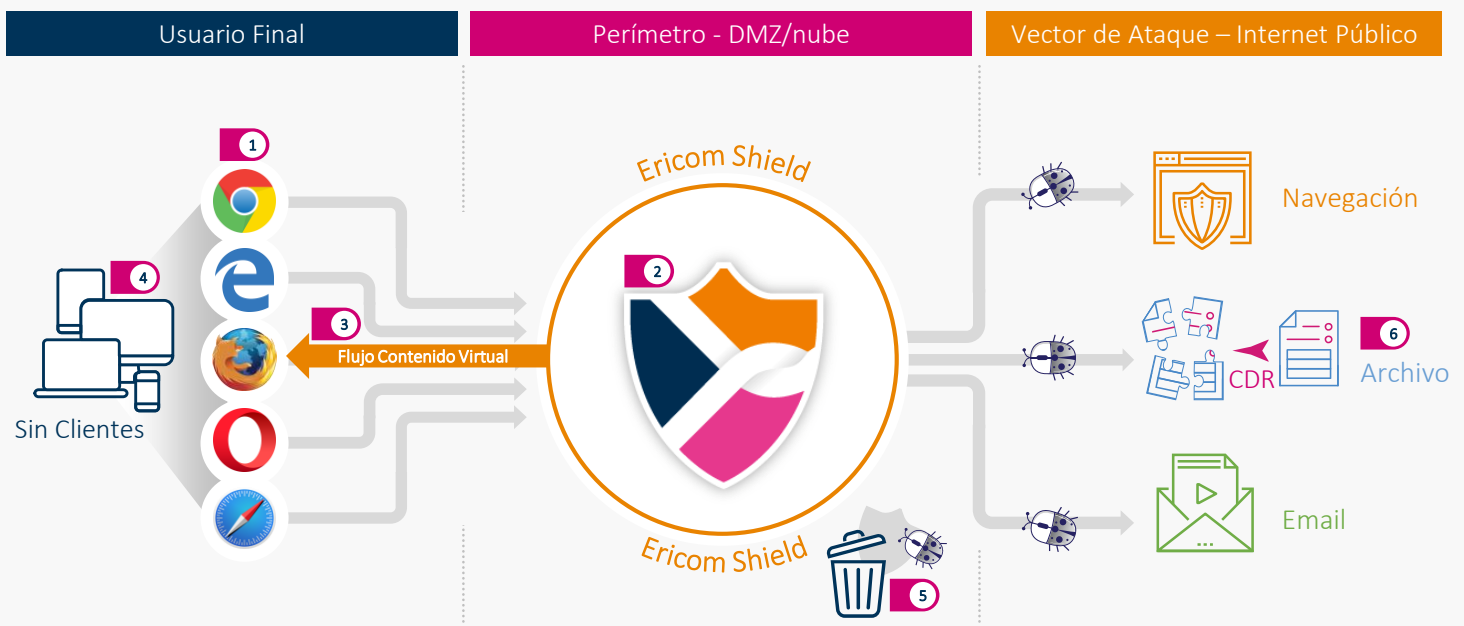 Usuario Final
Perímetro - DMZ/nube
Vector de Ataque – Internet Público
1
Ericom Shield
Navegación
4
2
3
Flujo Contenido Virtual
6
CDR
Archivo
Sin Clientes
Email
Ericom Shield
5